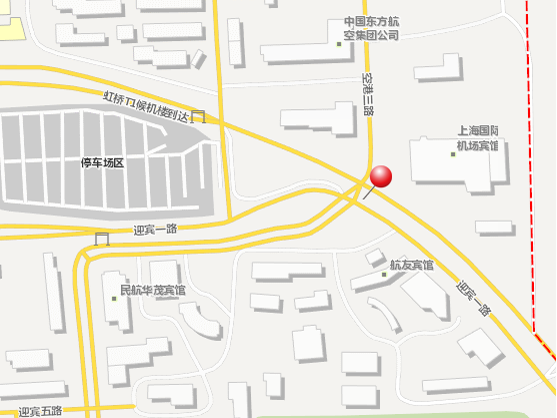 中国东方航
空集团公司
空港三路
虹桥T1候机楼到达
上海国际
机场宾馆
停车场区
迎宾一路
航友宾馆
民航华茂宾馆
迎宾一路
迎宾五路